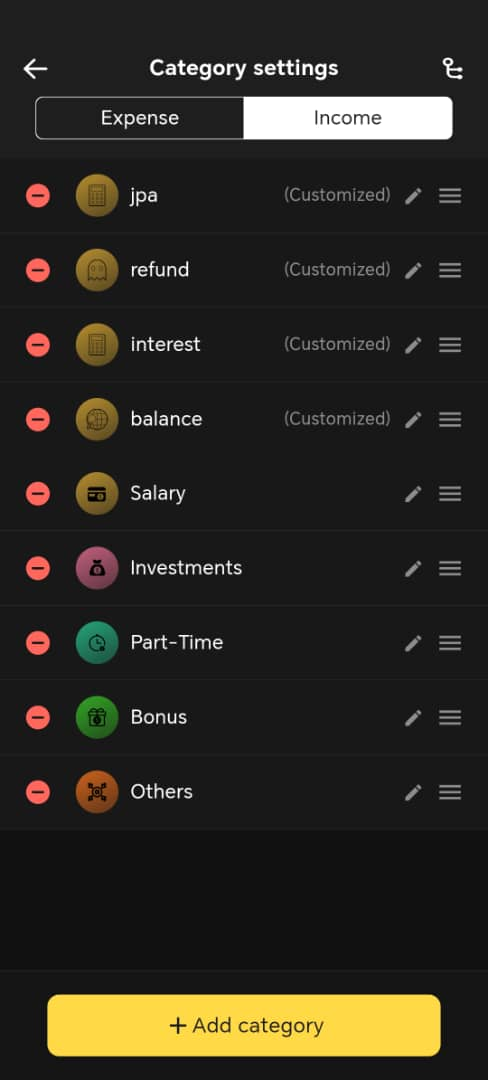 Category settings
Expense Income
jpa (Customized)
refund (Customized)
interest (Customized)
balance (Customized)
Salary
Investments
Part-Time
Bonus
Others
+ Add category